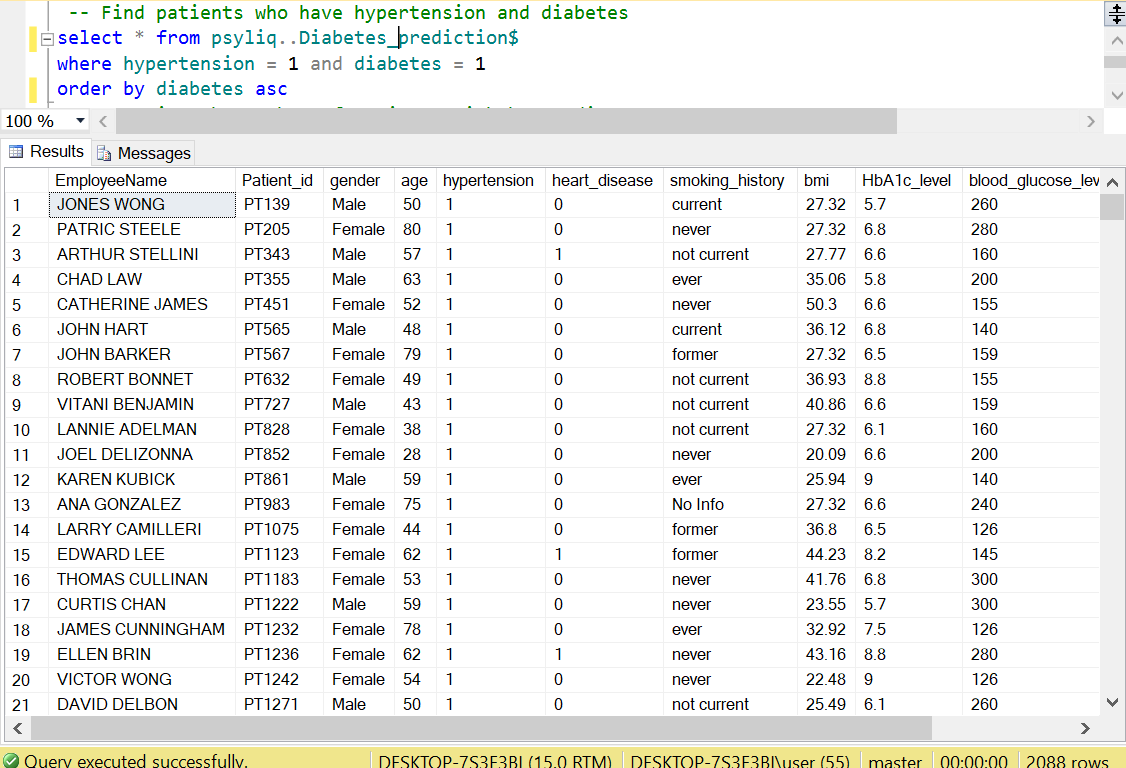 -- Find patients who have hypertension and diabetes
select * from psyliq..Diabetes_prediction$
where hypertension = 1 and diabetes = 1
order by diabetes asc
100 %
Results Messages
EmployeeName Patient_id gender age hypertension heart_disease smoking_history bmi HbA1c_level blood_glucose_lev
1 JONES WONG PT139 Male 50 1 0 current 27.32 5.7 260
2 PATRIC STEELE PT205 Female 80 1 0 never 27.32 6.8 280
3 ARTHUR STELLINI PT343 Male 57 1 1 not current 27.77 6.6 160
4 CHAD LAW PT355 Male 63 1 0 ever 35.06 5.8 200
5 CATHERINE JAMES PT451 Female 52 1 0 never 50.3 6.6 155
6 JOHN HART PT565 Male 48 1 0 current 36.12 6.8 140
7 JOHN BARKER PT567 Female 79 1 0 former 27.32 6.5 159
8 ROBERT BONNET PT632 Female 49 1 0 not current 36.93 8.8 155
9 VITANI BENJAMIN PT727 Male 43 1 0 not current 40.86 6.6 159
10 LANNIE ADELMAN PT828 Female 38 1 0 not current 27.32 6.1 160
11 JOEL DELIZONNA PT852 Female 28 1 0 never 20.09 6.6 200
12 KAREN KUBICK PT861 Male 59 1 0 ever 25.94 9 140
13 ANA GONZALEZ PT983 Female 75 1 0 No Info 27.32 6.6 240
14 LARRY CAMILLERI PT1075 Female 44 1 0 former 36.8 6.5 126
15 EDWARD LEE PT1123 Female 62 1 1 former 44.23 8.2 145
16 THOMAS CULLINAN PT1183 Female 53 1 0 never 41.76 6.8 300
17 CURTIS CHAN PT1222 Male 59 1 0 never 23.55 5.7 300
18 JAMES CUNNINGHAM PT1232 Female 78 1 0 ever 32.92 7.5 126
19 ELLEN BRIN PT1236 Female 62 1 1 never 43.16 8.8 280
20 VICTOR WONG PT1242 Female 54 1 0 never 22.48 9 126
21 DAVID DELBON PT1271 Male 50 1 0 not current 25.49 6.1 260
Query executed successfully. DESKTOP-7S3E3BI (15.0 RTM) DESKTOP-7S3E3BI\user (55) master 00:00:00 2088 rows